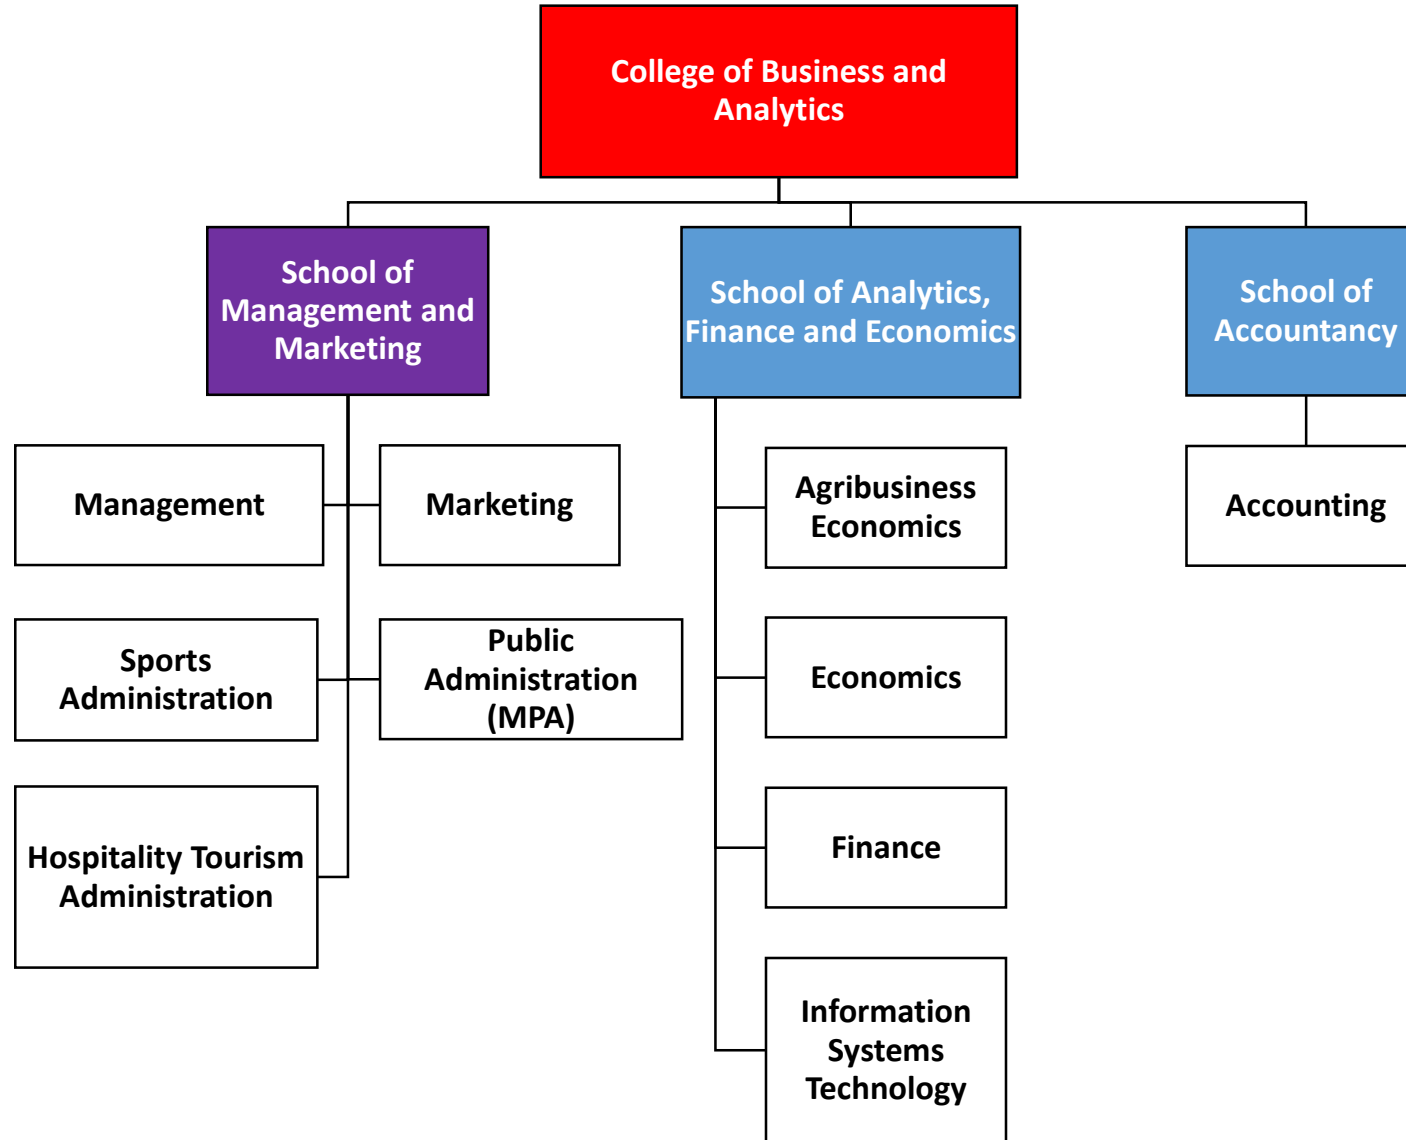 College of Business and
Analytics
School of
Management and
Marketing
School of Analytics,
Finance and Economics
School of
Accountancy
Management
Marketing
Agribusiness
Economics
Accounting
Sports
Administration
Public
Administration
(MPA)
Economics
Hospitality Tourism
Administration
Finance
Information
Systems
Technology